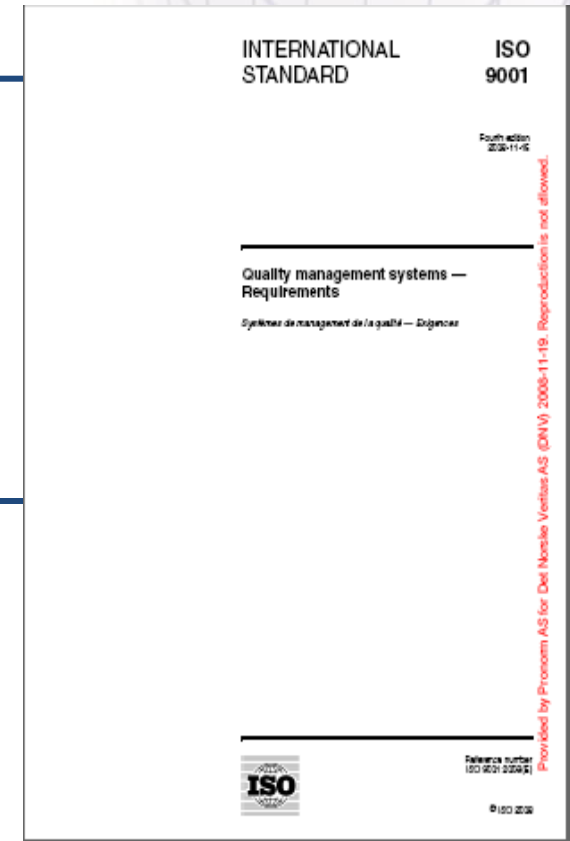 INTERNATIONAL
STANDARD
ISO
9001
Fourth edition
2008-11-15
Quality management systems —
Requirements
Systèmes de management de la qualité — Exigences
Provided by Pronorm AS for Det Norske Veritas AS (DNV) 2008-11-19. Reproduction is not allowed.
ISO
Reference number
ISO 9001:2008(E)
© ISO 2008